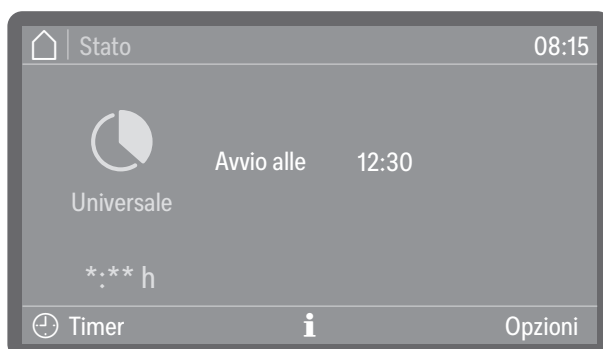 Stato 08:15
Avvio alle 12:30
Universale
*:** h
Timer i Opzioni